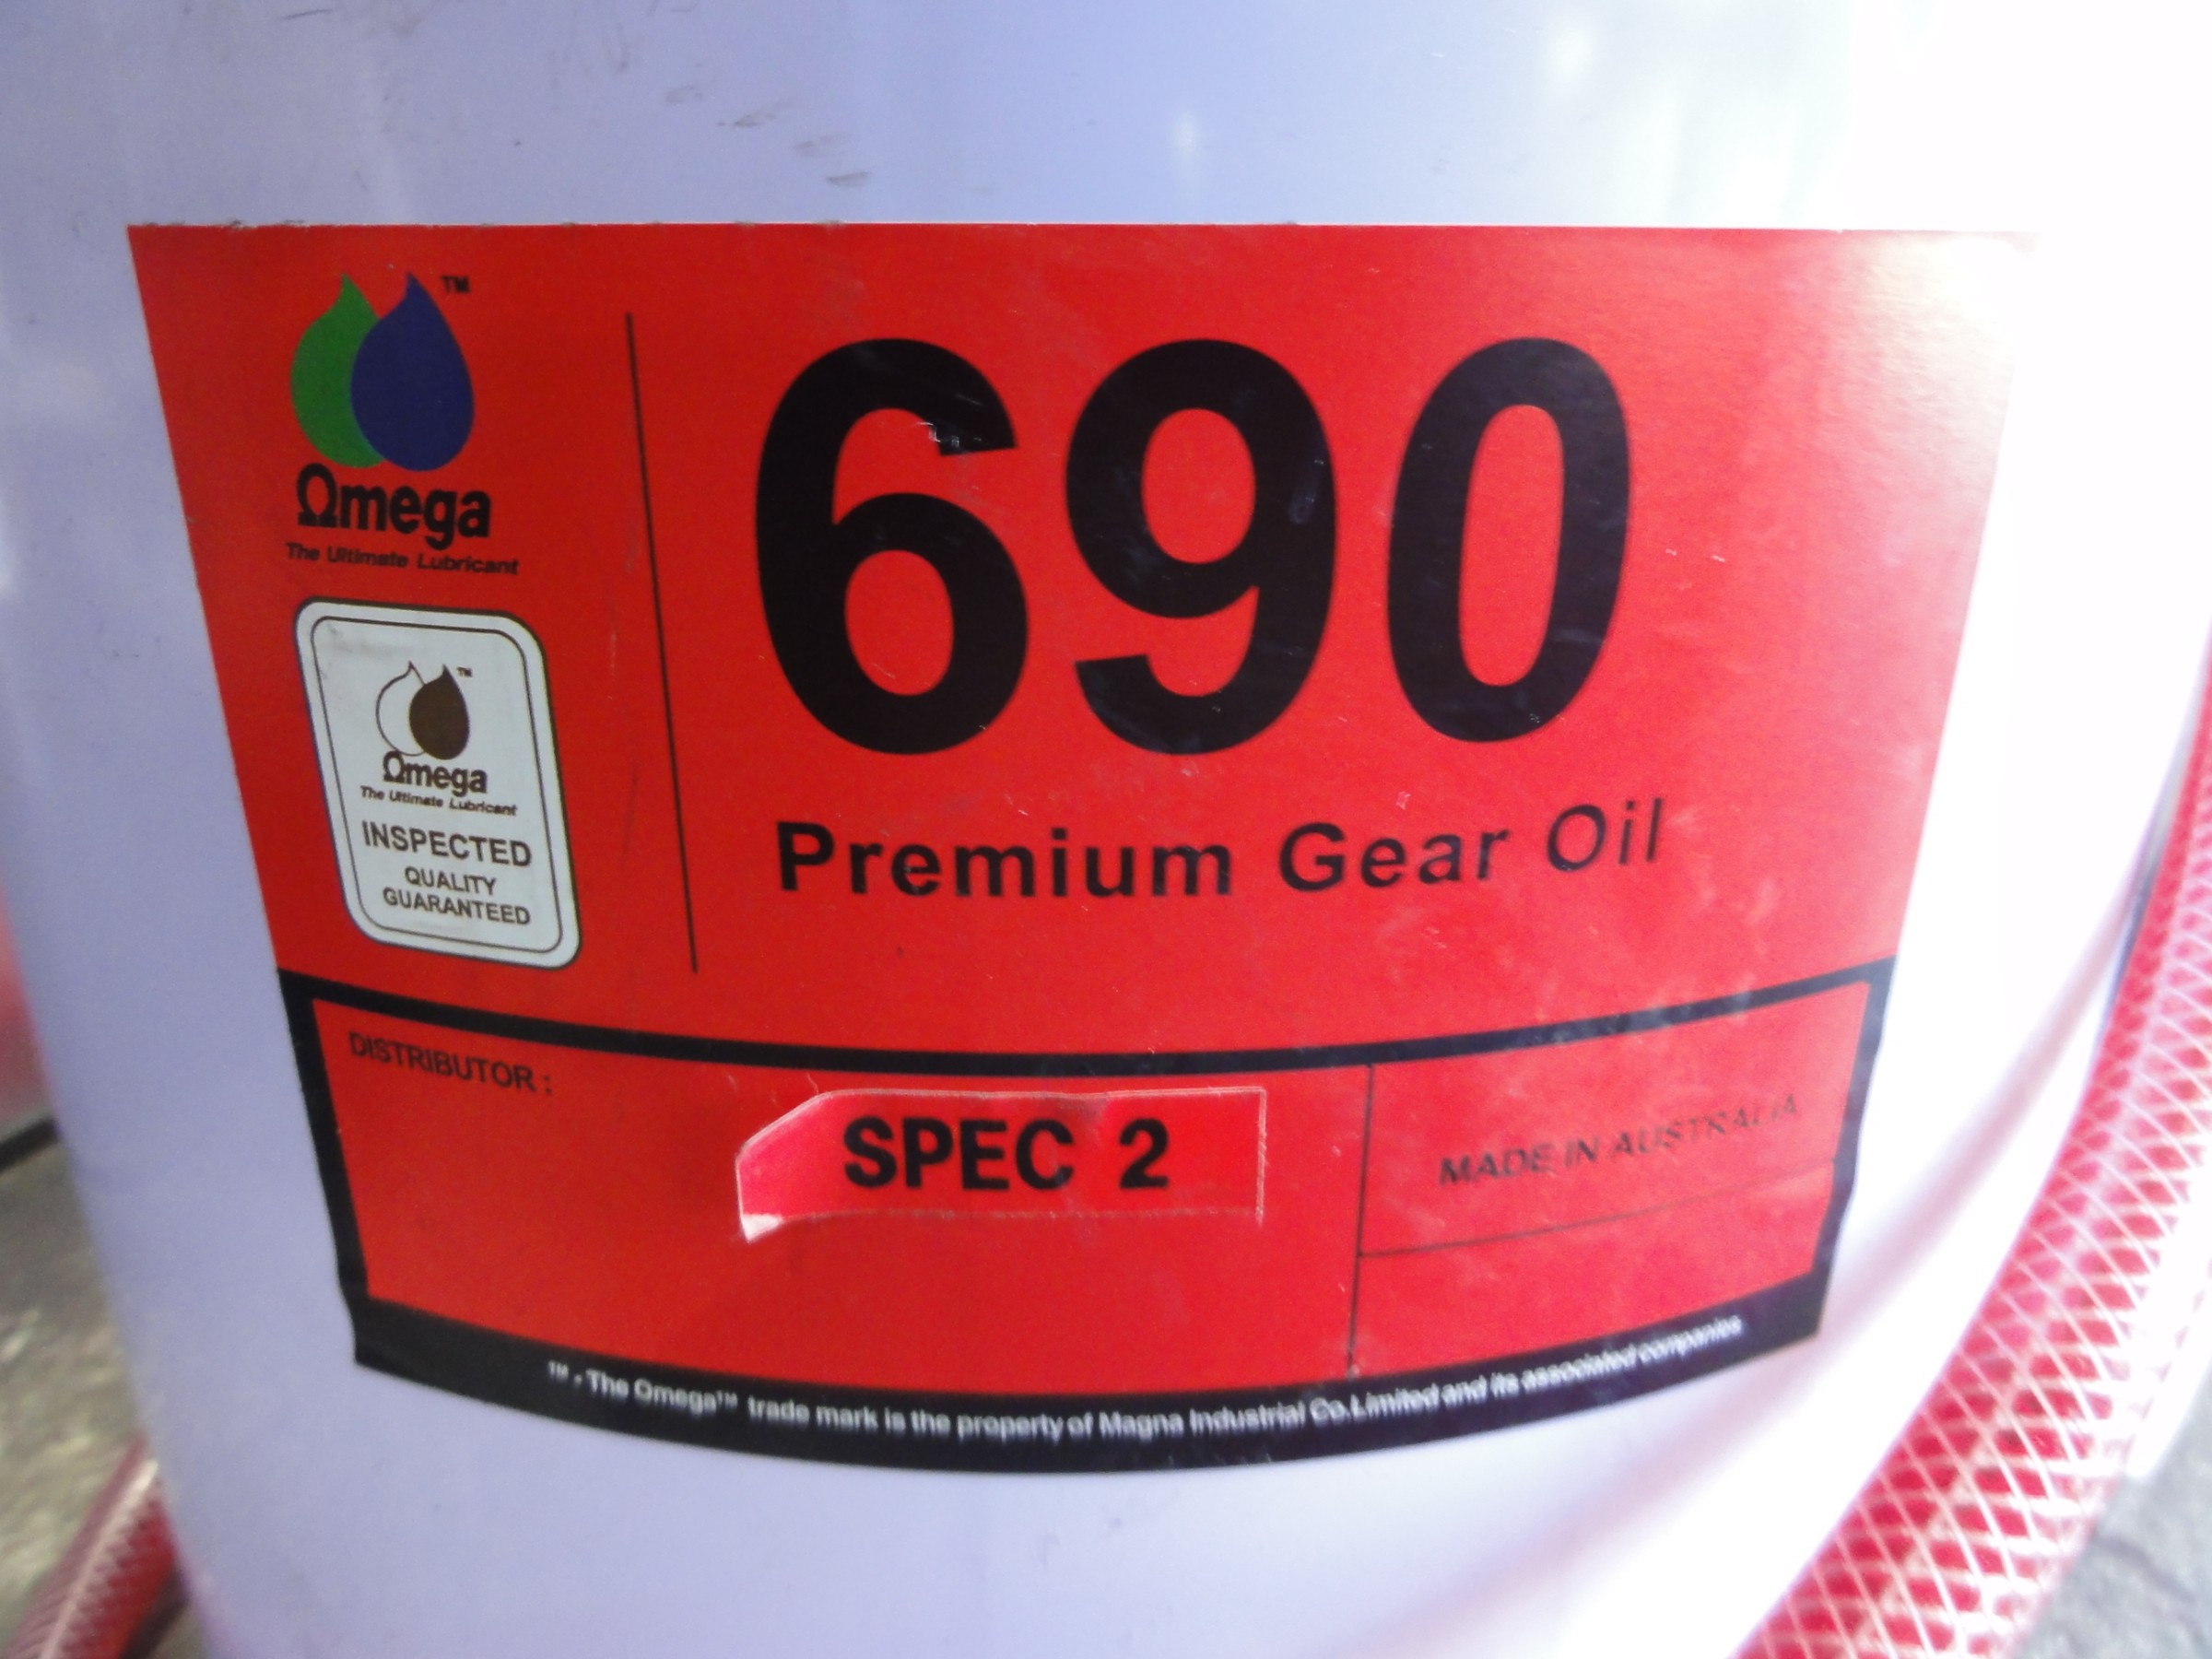 ™
Ωmega
The Ultimate Lubricant
™
Ωmega
The Ultimate Lubricant
INSPECTED
QUALITY
GUARANTEED
690
Premium Gear Oil
DISTRIBUTOR :
SPEC 2
MADE IN AUSTRALIA
™ - The Omega™ trade mark is the property of Magna Industrial Co.Limited and its associated companies